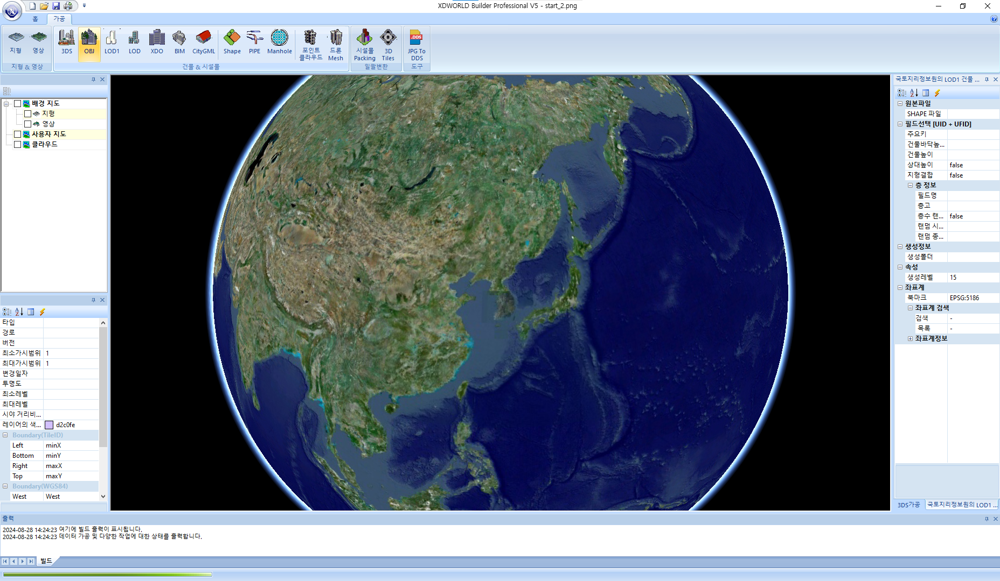 XDWORLD Builder Professional V5 - start_2.png
홈
가공
지형
영상
3DS
OBJ
LOD1
LOD
XDO
BIM
CityGML
Shape
PIPE
Manhole
포인트
클라우드
드론
Mesh
시설물
Packing
3D
Tiles
JPG To
DDS
지형 & 영상
건물 & 시설물
일괄변환
도구
배경 지도
지형
영상
사용자 지도
클라우드
타입
경로
버전
최소가시범위 1
최대가시범위 1
변경일자
투명도
최소레벨
최대레벨
시야 거리비...
레이어의 색... d2c0fe
Boundary(TileID)
Left minX
Bottom minY
Right maxX
Top maxY
Boundary(WGS84)
West West
국토지리정보원의 LOD1 건물 ...
원본파일
SHAPE 파일
필드선택 [UID + UFID]
주요키
건물바닥높...
건물높이
상대높이 false
지형결합 false
층 정보
필드명
층고
층수 랜... false
랜덤 시...
랜덤 종...
생성정보
생성폴더
속성
생성레벨 15
좌표계
북마크 EPSG:5186
좌표계 검색
검색 -
목록 -
좌표계정보
3DS가공
국토지리정보원의 LOD1 ...
출력
2024-08-28 14:24:23 여기에 빌드 출력이 표시됩니다.
2024-08-28 14:24:23 데이터 가공 및 다양한 작업에 대한 상태를 출력합니다.
빌드